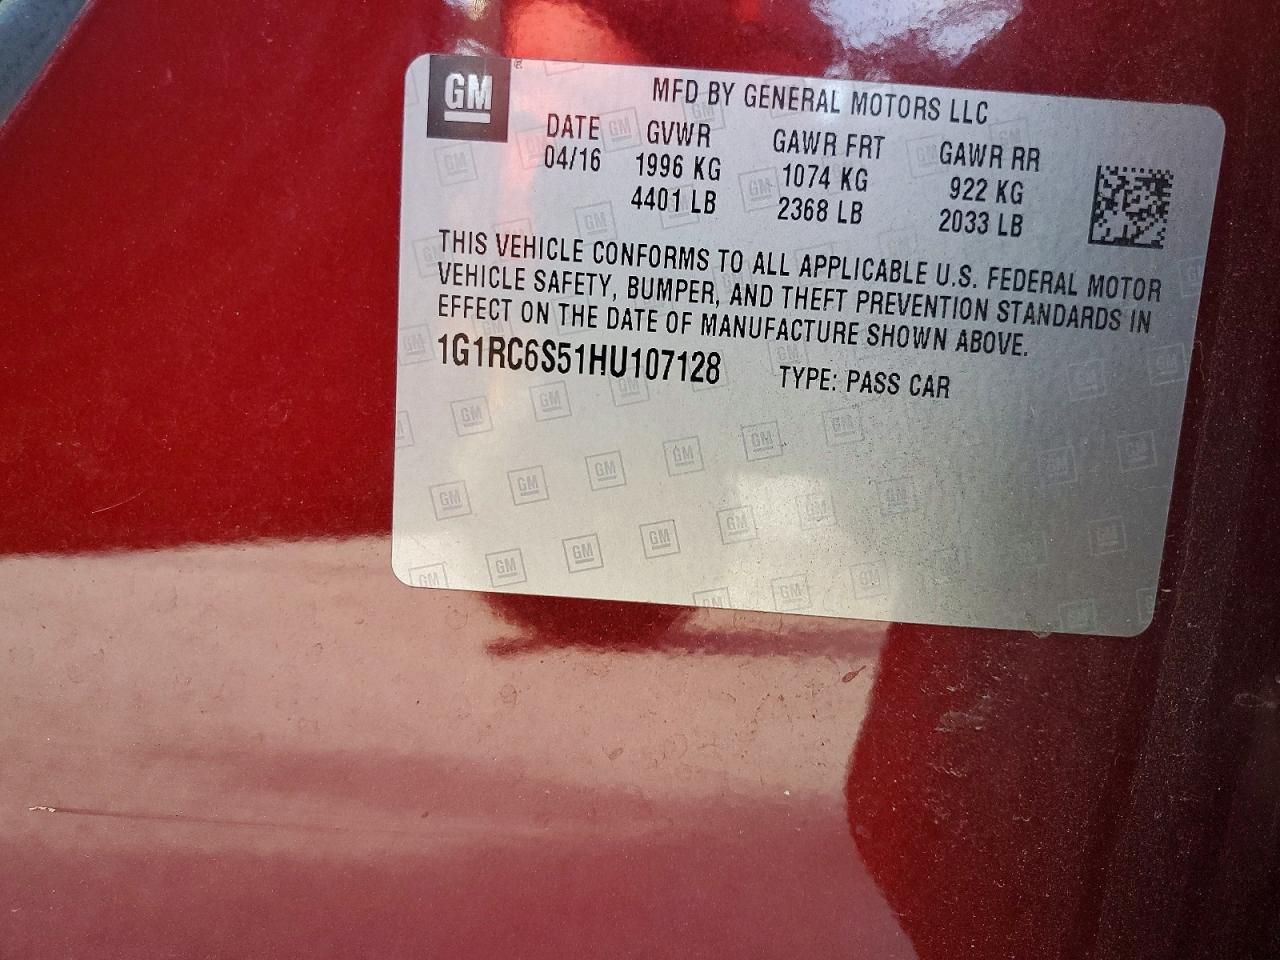 GM
MFD BY GENERAL MOTORS LLC
DATE GVWR GAWR FRT GAWR RR
04/16 1996 KG 1074 KG 922 KG
4401 LB 2368 LB 2033 LB
THIS VEHICLE CONFORMS TO ALL APPLICABLE U.S. FEDERAL MOTOR
VEHICLE SAFETY, BUMPER, AND THEFT PREVENTION STANDARDS IN
EFFECT ON THE DATE OF MANUFACTURE SHOWN ABOVE.
1G1RC6S51HU107128 TYPE: PASS CAR